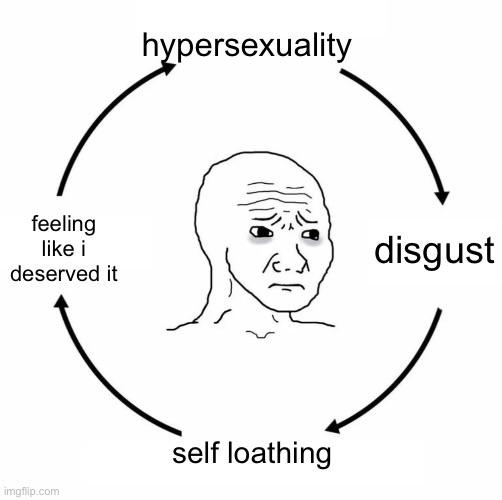 hypersexuality
feeling
like i
deserved it
disgust
self loathing
imgflip.com